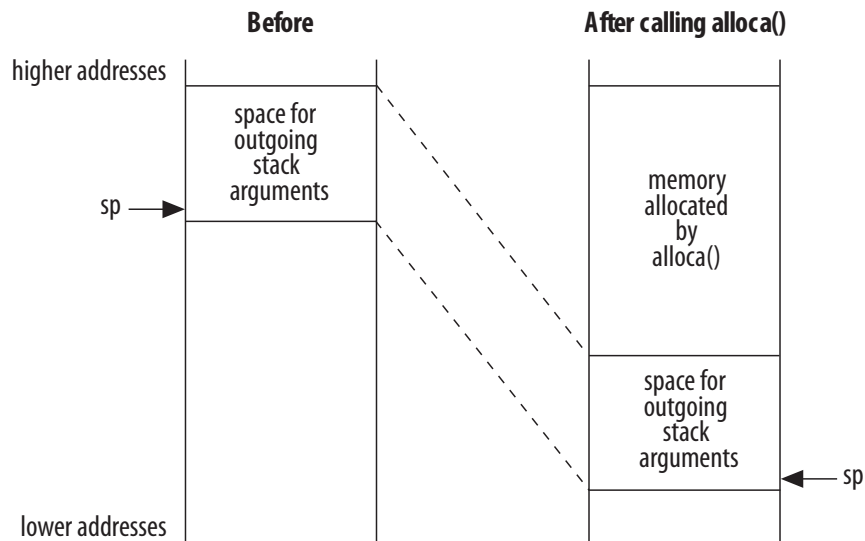 Before
After calling alloca()
higher addresses
space for
outgoing
stack
arguments
sp
memory
allocated
by
alloca()
space for
outgoing
stack
arguments
sp
lower addresses